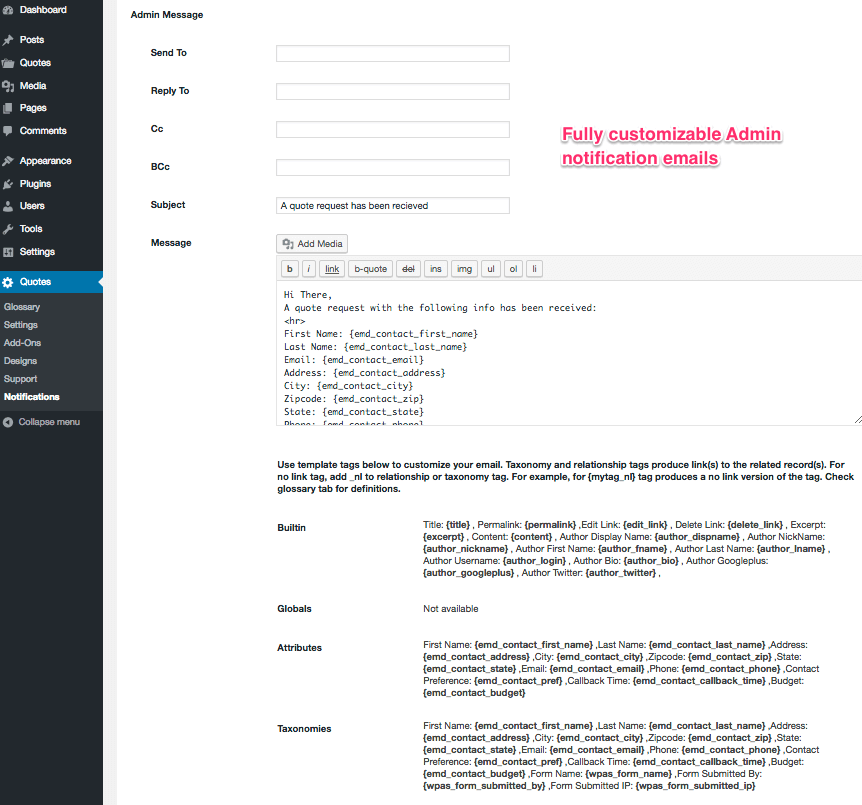 Dashboard
Posts
Quotes
Media
Pages
Comments
Appearance
Plugins
Users
Tools
Settings
Quotes
Glossary
Settings
Add-Ons
Designs
Support
Notifications
Collapse menu
Admin Message
Send To
Reply To
Cc
BCc
Fully customizable Admin
notification emails
Subject
A quote request has been recieved
Message
Add Media
b i link b-quote del ins img ul ol li
Hi There,
A quote request with the following info has been received:
<hr>
First Name: {emd_contact_first_name}
Last Name: {emd_contact_last_name}
Email: {emd_contact_email}
Address: {emd_contact_address}
City: {emd_contact_city}
Zipcode: {emd_contact_zip}
State: {emd_contact_state}
Phone: {emd_contact_phone}
Use template tags below to customize your email. Taxonomy and relationship tags produce link(s) to the related record(s). For
no link tag, add _nl to relationship or taxonomy tag. For example, for {mytag_nl} tag produces a no link version of the tag. Check
glossary tab for definitions.
Builtin
Title: {title} , Permalink: {permalink} ,Edit Link: {edit_link} , Delete Link: {delete_link} , Excerpt:
{excerpt} , Content: {content} , Author Display Name: {author_dispname} , Author NickName:
{author_nickname} , Author First Name: {author_fname} , Author Last Name: {author_lname} ,
Author Username: {author_login} , Author Bio: {author_bio} , Author Googleplus:
{author_googleplus} , Author Twitter: {author_twitter} ,
Globals
Not available
Attributes
First Name: {emd_contact_first_name} ,Last Name: {emd_contact_last_name} ,Address:
{emd_contact_address} ,City: {emd_contact_city} ,Zipcode: {emd_contact_zip} ,State:
{emd_contact_state} ,Email: {emd_contact_email} ,Phone: {emd_contact_phone} ,Contact
Preference: {emd_contact_pref} ,Callback Time: {emd_contact_callback_time} ,Budget:
{emd_contact_budget}
Taxonomies
First Name: {emd_contact_first_name} ,Last Name: {emd_contact_last_name} ,Address:
{emd_contact_address} ,City: {emd_contact_city} ,Zipcode: {emd_contact_zip} ,State:
{emd_contact_state} ,Email: {emd_contact_email} ,Phone: {emd_contact_phone} ,Contact
Preference: {emd_contact_pref} ,Callback Time: {emd_contact_callback_time} ,Budget:
{emd_contact_budget} ,Form Name: {wpas_form_name} ,Form Submitted By:
{wpas_form_submitted_by} ,Form Submitted IP: {wpas_form_submitted_ip}